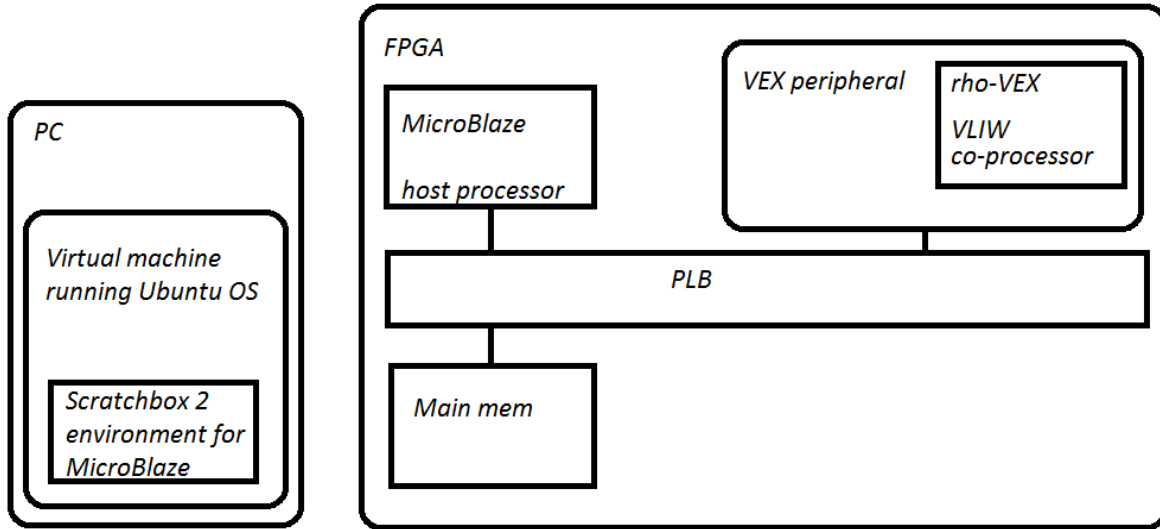 PC
Virtual machine
running Ubuntu OS
Scratchbox 2
environment for
MicroBlaze
FPGA
MicroBlaze
host processor
VEX peripheral
rho-VEX
VLIW
co-processor
PLB
Main mem